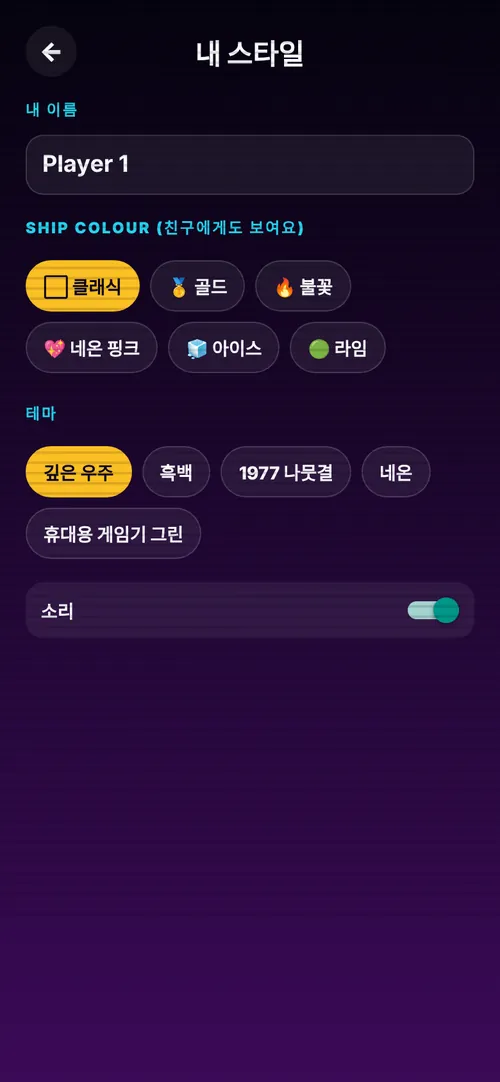 내 스타일
내 이름
Player 1
SHIP COLOUR (친구에게도 보여요)
클래식 🥇 골드 🔥 불꽃
💖 네온 핑크 🧊 아이스 🟢 라임
테마
깊은 우주 흑백 1977 나뭇결 네온
휴대용 게임기 그린
소리